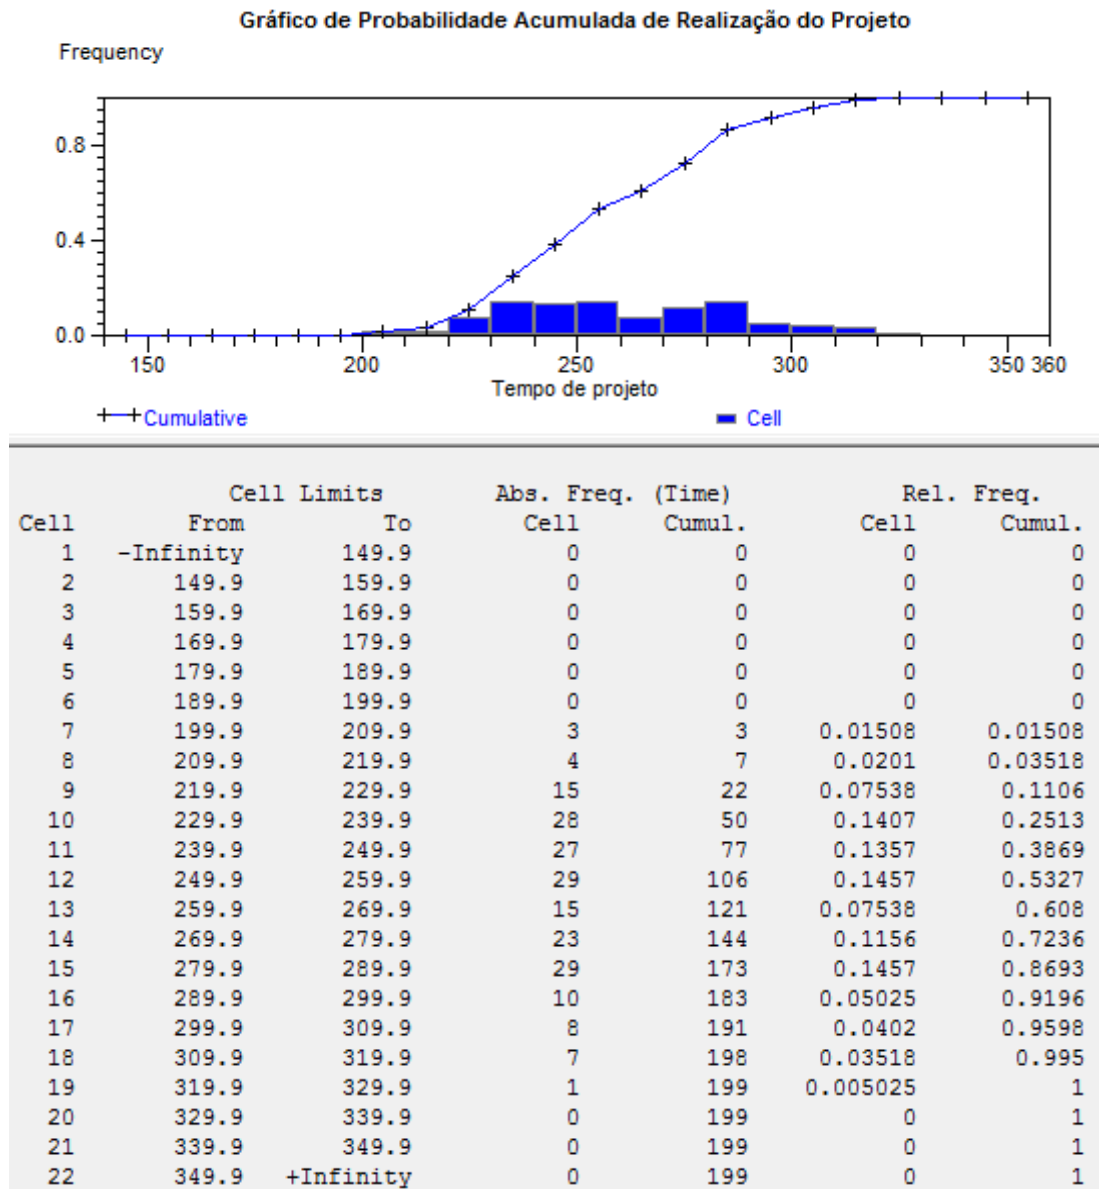 Gráfico de Probabilidade Acumulada de Realização do Projeto
Frequency
0.8
0.4
0.0
150 200 250 300 350 360
Tempo de projeto
Cumulative Cell
Cell Limits Abs. Freq. (Time) Rel. Freq.
Cell From To Cell Cumul. Cell Cumul.
1 -Infinity 149.9 0 0 0 0
2 149.9 159.9 0 0 0 0
3 159.9 169.9 0 0 0 0
4 169.9 179.9 0 0 0 0
5 179.9 189.9 0 0 0 0
6 189.9 199.9 0 0 0 0
7 199.9 209.9 3 3 0.01508 0.01508
8 209.9 219.9 4 7 0.0201 0.03518
9 219.9 229.9 15 22 0.07538 0.1106
10 229.9 239.9 28 50 0.1407 0.2513
11 239.9 249.9 27 77 0.1357 0.3869
12 249.9 259.9 29 106 0.1457 0.5327
13 259.9 269.9 15 121 0.07538 0.608
14 269.9 279.9 23 144 0.1156 0.7236
15 279.9 289.9 29 173 0.1457 0.8693
16 289.9 299.9 10 183 0.05025 0.9196
17 299.9 309.9 8 191 0.0402 0.9598
18 309.9 319.9 7 198 0.03518 0.995
19 319.9 329.9 1 199 0.005025 1
20 329.9 339.9 0 199 0 1
21 339.9 349.9 0 199 0 1
22 349.9 +Infinity 0 199 0 1